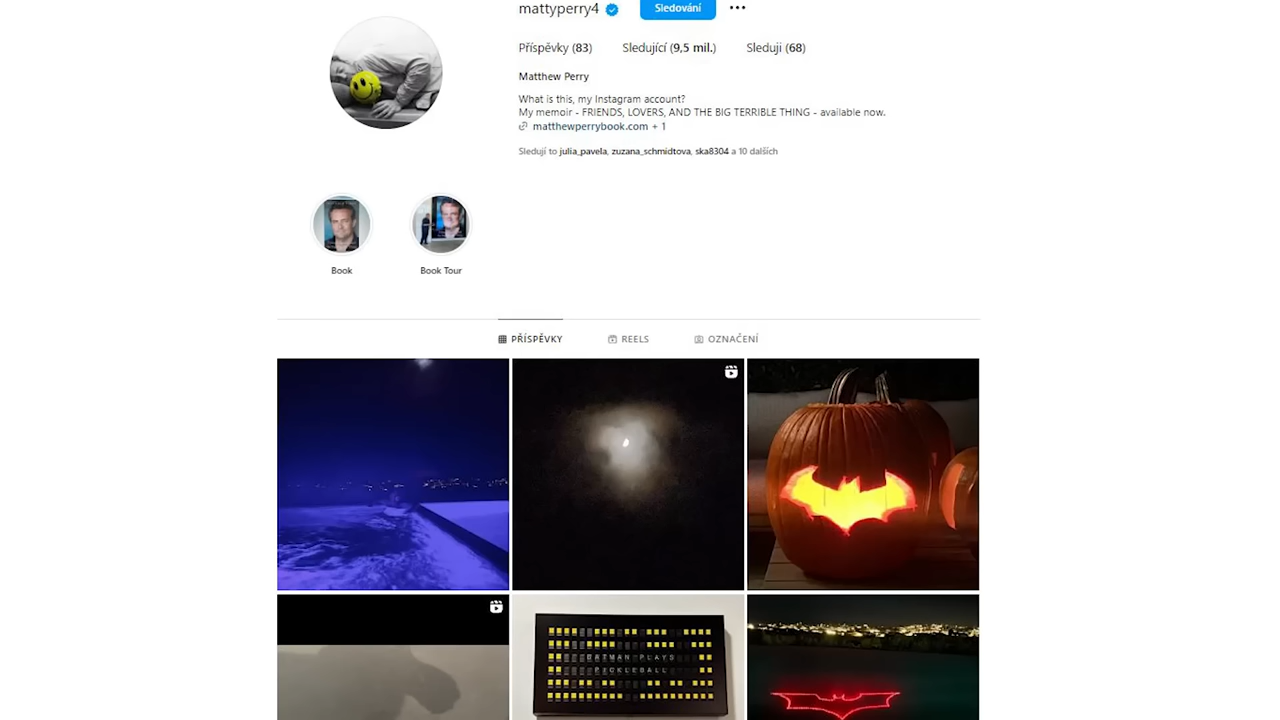 mattyperry4
Sledování
Příspěvky (83) Sledující (9,5 mil.) Sleduji (68)
Matthew Perry
What is this, my Instagram account?
My memoir - FRIENDS, LOVERS, AND THE BIG TERRIBLE THING - available now.
matthewperrybook.com + 1
Sledují to julia_pavela, zuzana_schmidtova, ska8304 a 10 dalších
Book
Book Tour
PŘÍSPĚVKY
REELS
OZNAČENÍ
BATMAN PLAYS
PICKLEBALL